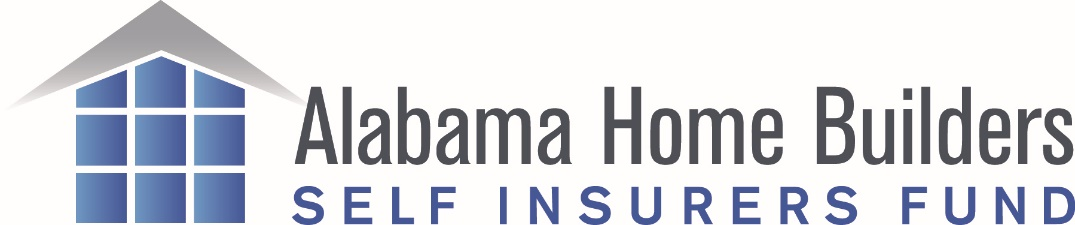 Alabama Home Builders
SELF INSURERS FUND